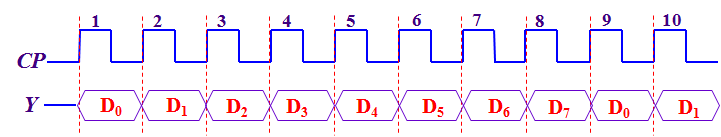 1 2 3 4 5 6 7 8 9 10
CP
Y D₀ D₁ D₂ D₃ D₄ D₅ D₆ D₇ D₀ D₁